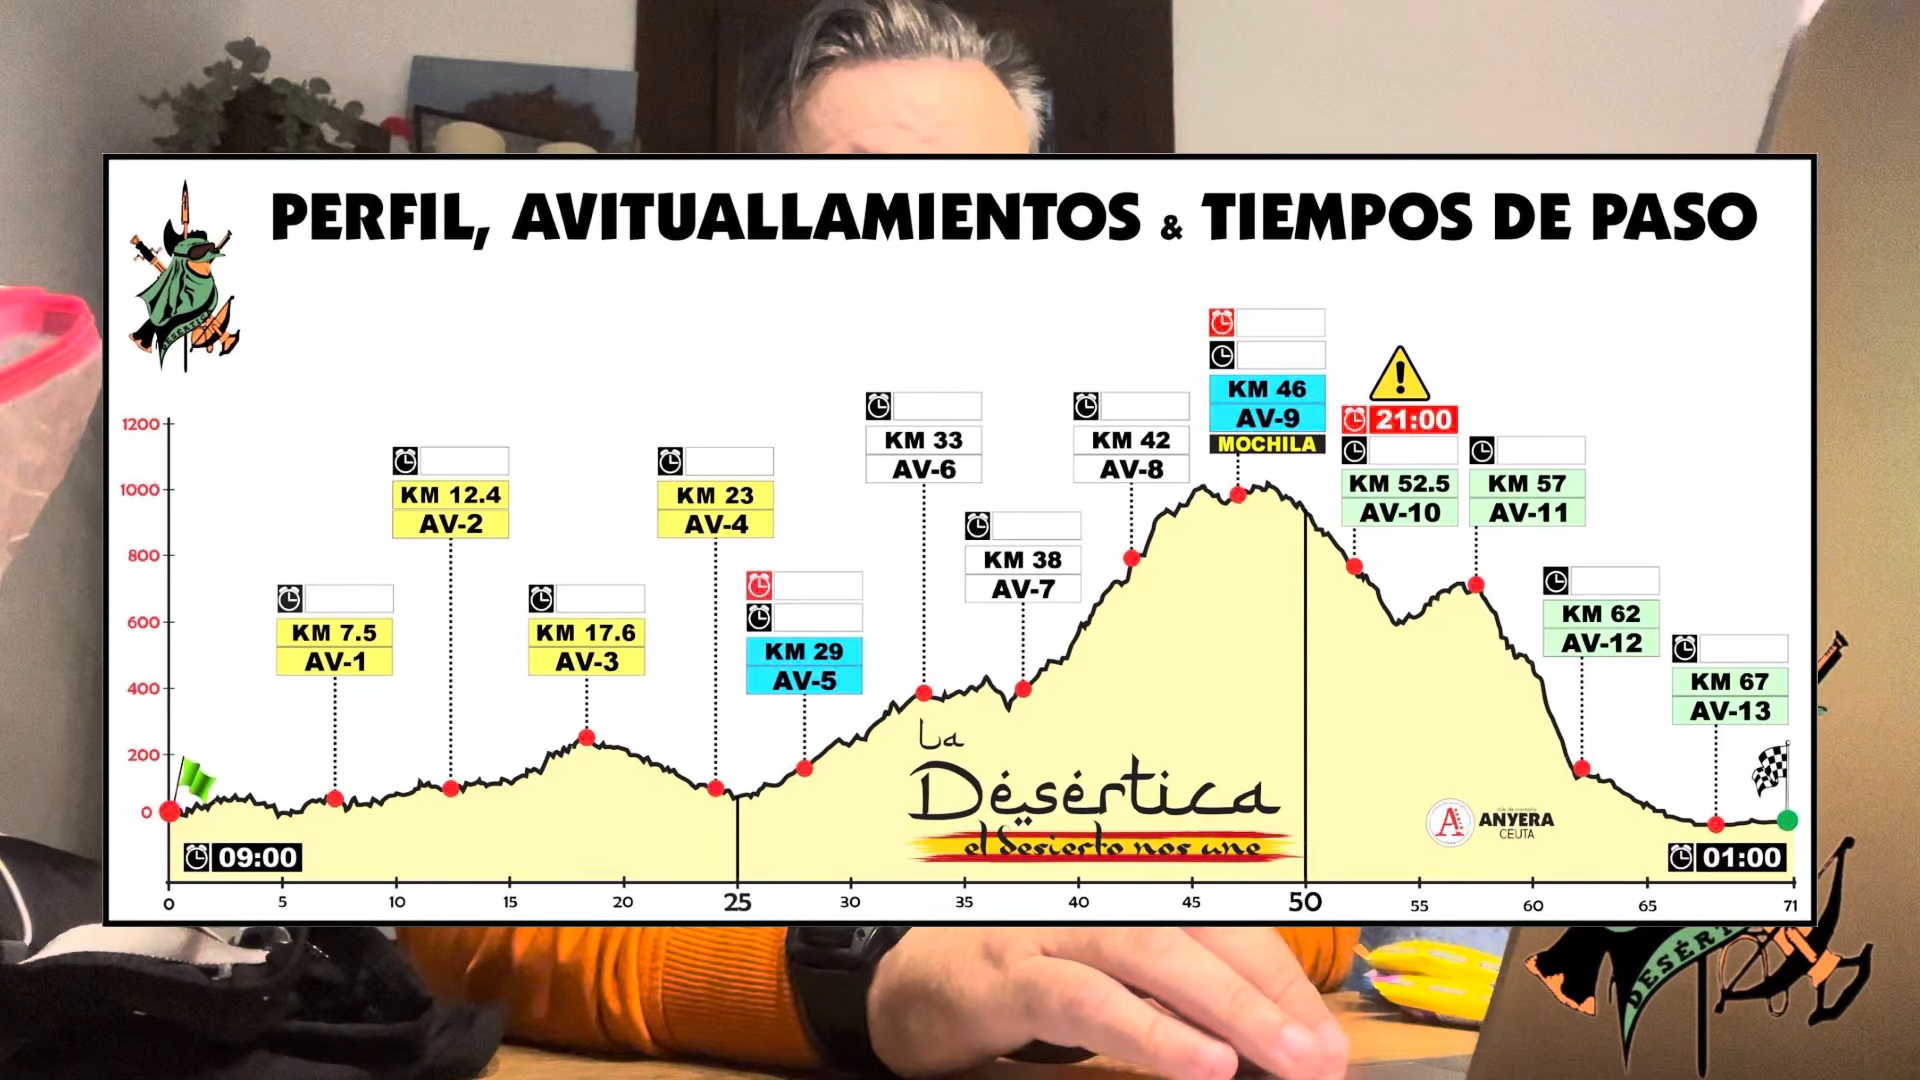 PERFIL, AVITUALLAMIENTOS & TIEMPOS DE PASO
DESÉRTICA
1200
1000
800
600
400
200
0
KM 7.5
AV-1
KM 12.4
AV-2
KM 17.6
AV-3
KM 23
AV-4
KM 29
AV-5
KM 33
AV-6
KM 38
AV-7
KM 42
AV-8
KM 46
AV-9
MOCHILA
21:00
KM 52.5
AV-10
KM 57
AV-11
KM 62
AV-12
KM 67
AV-13
La
Désértica
el desierto nos une
club de montaña
ANYERA
CEUTA
09:00
01:00
0 5 10 15 20 25 30 35 40 45 50 55 60 65 71
DESÉRT